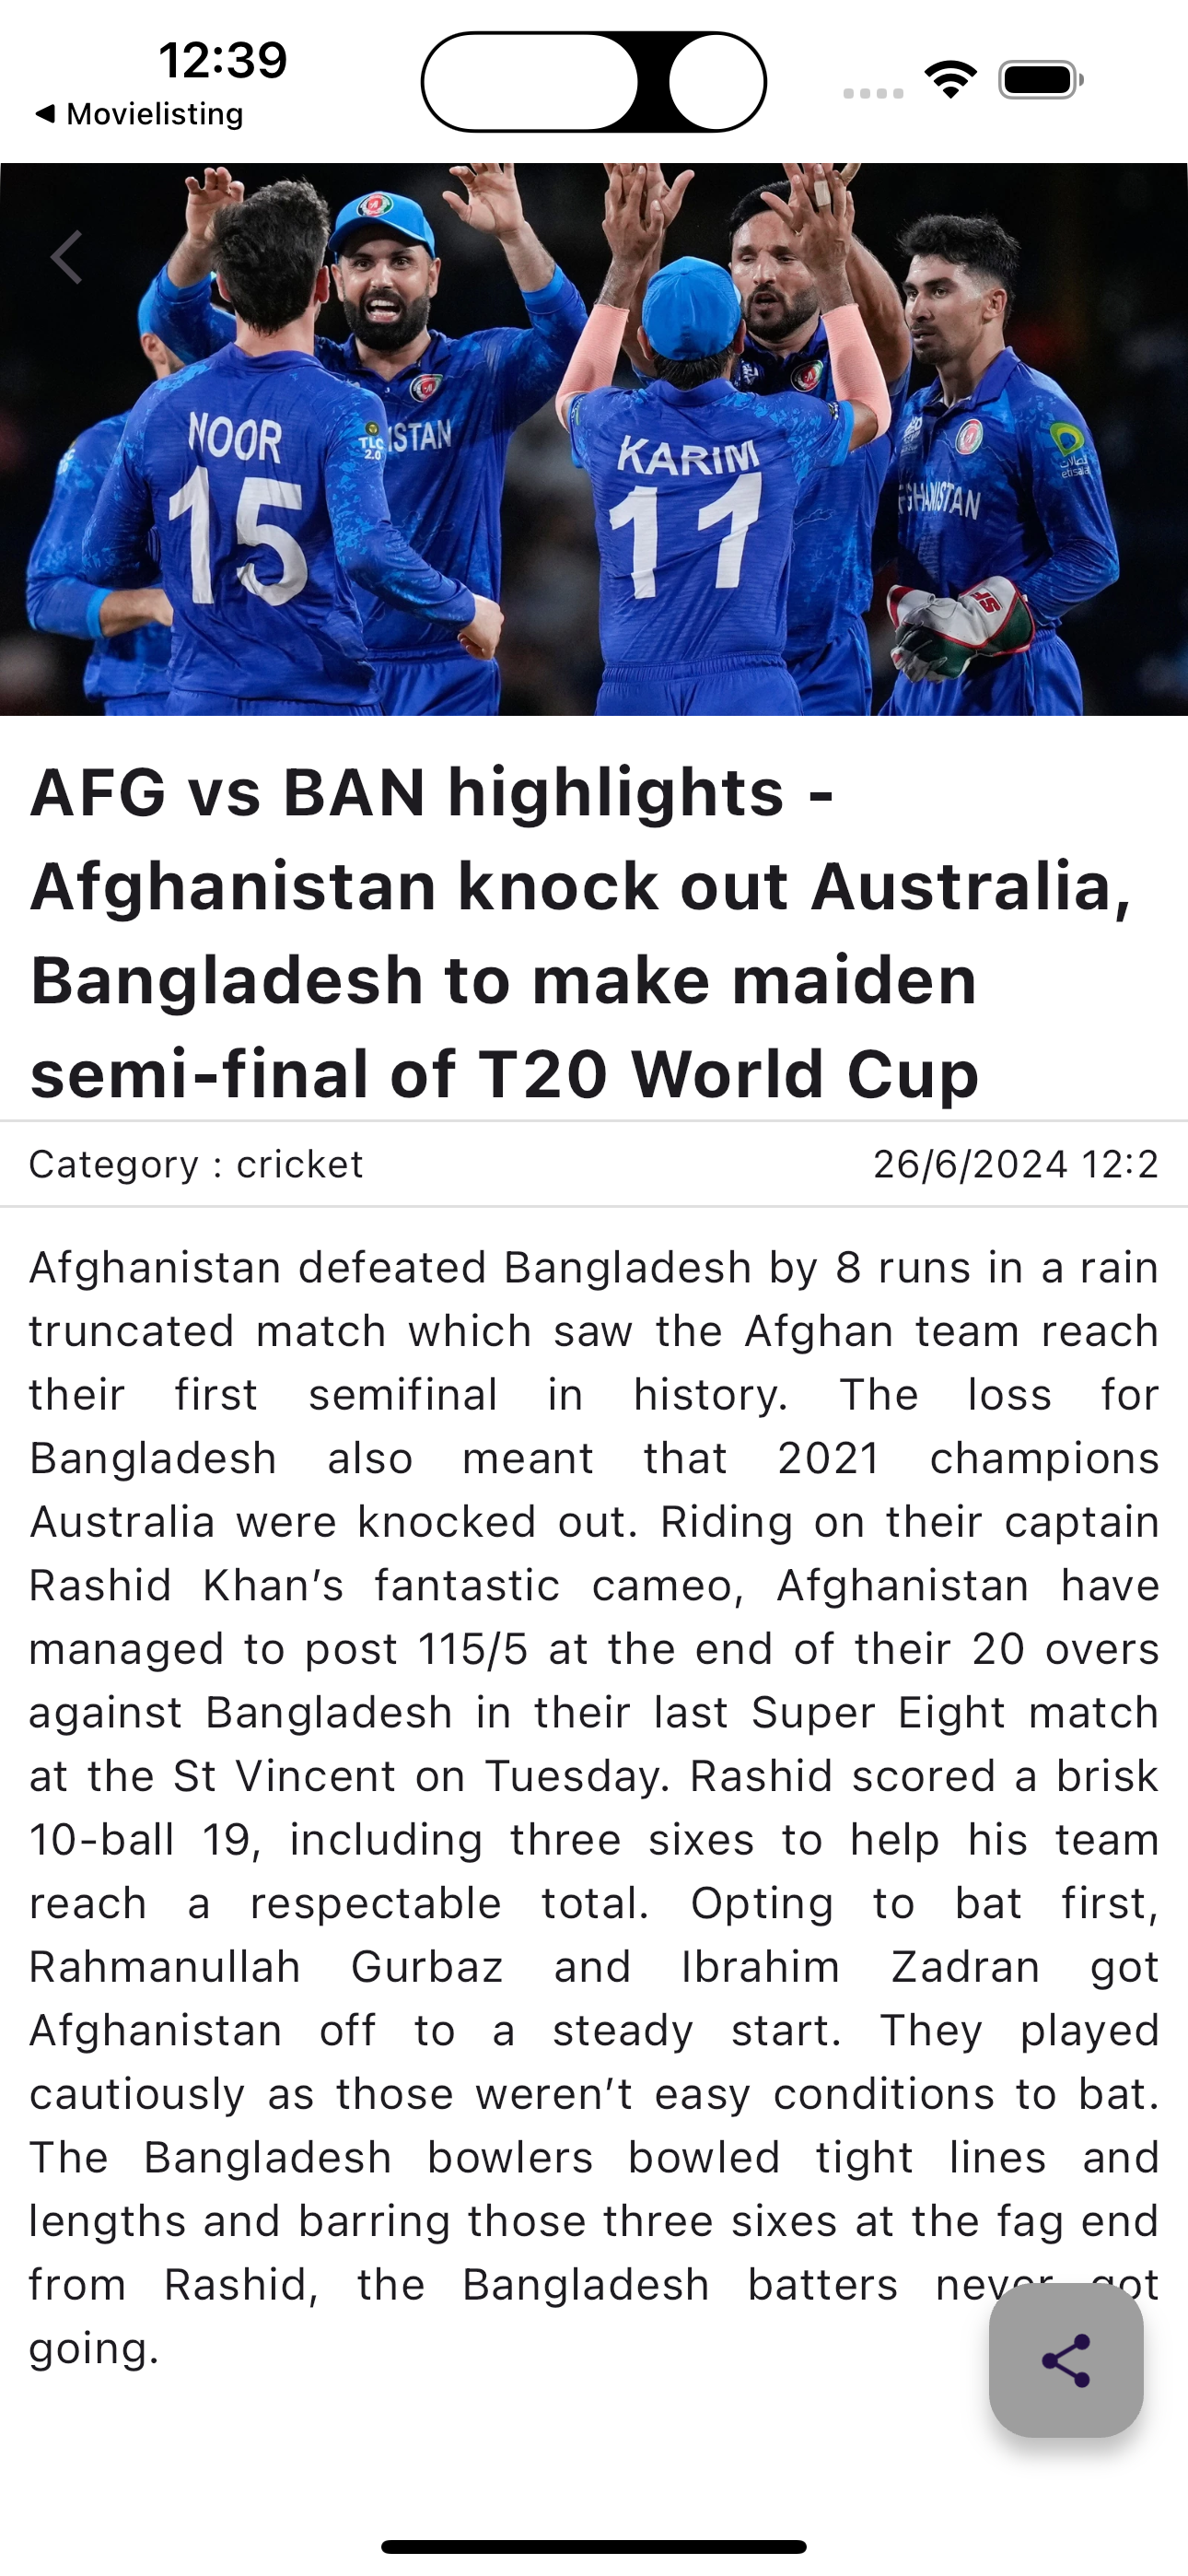 12:39
◀ Movielisting
NOOR
15
TLC
2.0
ISTAN
KARIM
11
GHANISTAN
اتصالات
etisalat
SF
AFG vs BAN highlights -
Afghanistan knock out Australia,
Bangladesh to make maiden
semi-final of T20 World Cup
Category : cricket
26/6/2024 12:2
Afghanistan defeated Bangladesh by 8 runs in a rain
truncated match which saw the Afghan team reach
their first semifinal in history. The loss for
Bangladesh also meant that 2021 champions
Australia were knocked out. Riding on their captain
Rashid Khan’s fantastic cameo, Afghanistan have
managed to post 115/5 at the end of their 20 overs
against Bangladesh in their last Super Eight match
at the St Vincent on Tuesday. Rashid scored a brisk
10-ball 19, including three sixes to help his team
reach a respectable total. Opting to bat first,
Rahmanullah Gurbaz and Ibrahim Zadran got
Afghanistan off to a steady start. They played
cautiously as those weren’t easy conditions to bat.
The Bangladesh bowlers bowled tight lines and
lengths and barring those three sixes at the fag end
from Rashid, the Bangladesh batters never got
going.